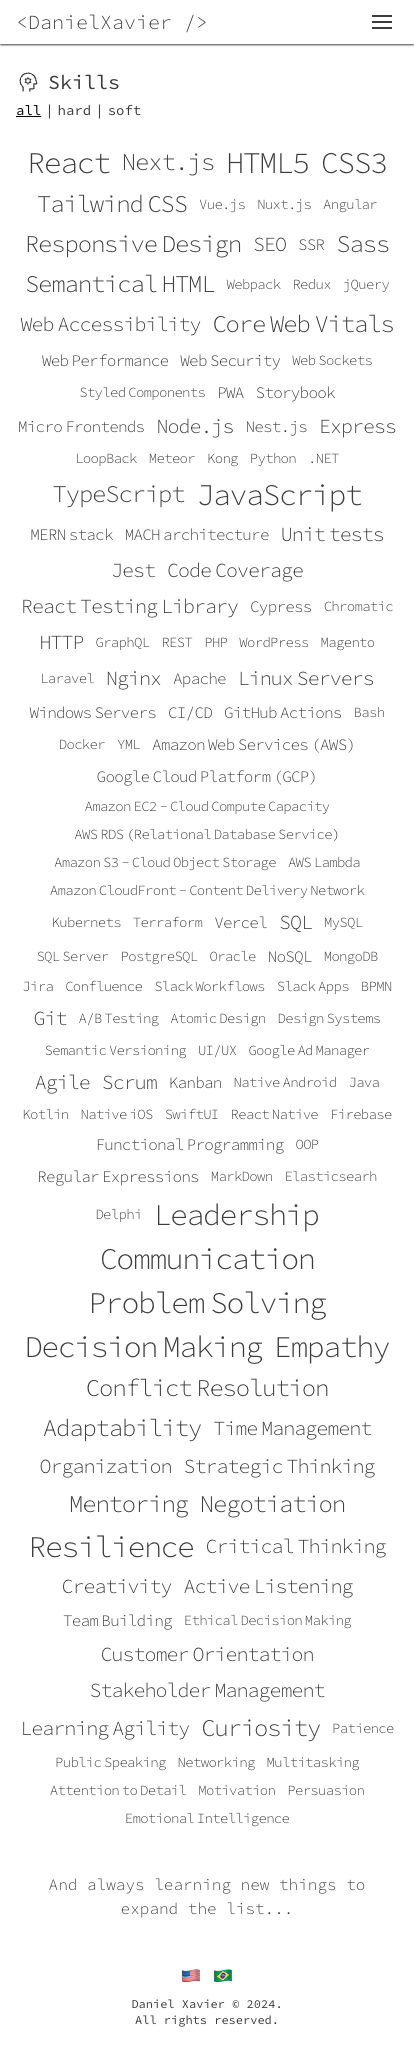 <DanielXavier />
Skills
all | hard | soft
React Next.js HTML5 CSS3
Tailwind CSS Vue.js Nuxt.js Angular
Responsive Design SEO SSR Sass
Semantical HTML Webpack Redux jQuery
Web Accessibility Core Web Vitals
Web Performance Web Security Web Sockets
Styled Components PWA Storybook
Micro Frontends Node.js Nest.js Express
LoopBack Meteor Kong Python .NET
TypeScript JavaScript
MERN stack MACH architecture Unit tests
Jest Code Coverage
React Testing Library Cypress Chromatic
HTTP GraphQL REST PHP WordPress Magento
Laravel Nginx Apache Linux Servers
Windows Servers CI/CD GitHub Actions Bash
Docker YML Amazon Web Services (AWS)
Google Cloud Platform (GCP)
Amazon EC2 - Cloud Compute Capacity
AWS RDS (Relational Database Service)
Amazon S3 - Cloud Object Storage AWS Lambda
Amazon CloudFront - Content Delivery Network
Kubernets Terraform Vercel SQL MySQL
SQL Server PostgreSQL Oracle NoSQL MongoDB
Jira Confluence Slack Workflows Slack Apps BPMN
Git A/B Testing Atomic Design Design Systems
Semantic Versioning UI/UX Google Ad Manager
Agile Scrum Kanban Native Android Java
Kotlin Native iOS SwiftUI React Native Firebase
Functional Programming OOP
Regular Expressions MarkDown Elasticsearh
Delphi Leadership
Communication
Problem Solving
Decision Making Empathy
Conflict Resolution
Adaptability Time Management
Organization Strategic Thinking
Mentoring Negotiation
Resilience Critical Thinking
Creativity Active Listening
Team Building Ethical Decision Making
Customer Orientation
Stakeholder Management
Learning Agility Curiosity Patience
Public Speaking Networking Multitasking
Attention to Detail Motivation Persuasion
Emotional Intelligence
And always learning new things to
expand the list...
Daniel Xavier © 2024.
All rights reserved.